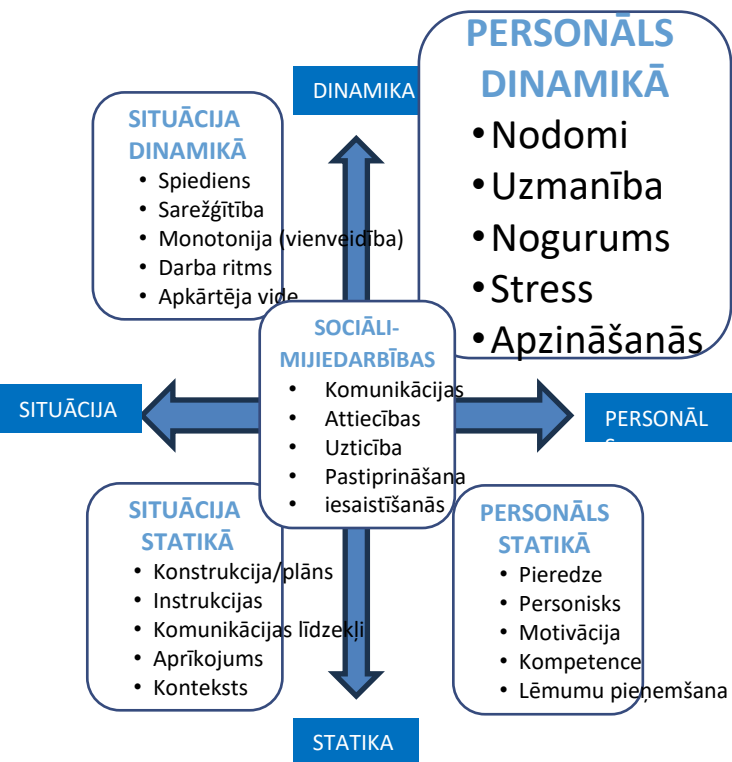 DINAMIKA
PERSONĀLS
DINAMIKĀ
• Nodomi
• Uzmanība
• Nogurums
• Stress
• Apzināšanās
SITUĀCIJA
DINAMIKĀ
• Spiediens
• Sarežģītība
• Monotonija (vienveidība)
• Darba ritms
• Apkārtēja vide
SOCIĀLI-
MIJIEDARBĪBAS
• Komunikācijas
• Attiecības
• Uzticība
• Pastiprināšana
• iesaistīšanās
SITUĀCIJA
PERSONĀL
SITUĀCIJA
STATIKĀ
• Konstrukcija/plāns
• Instrukcijas
• Komunikācijas līdzekļi
• Aprīkojums
• Konteksts
PERSONĀLS
STATIKĀ
• Pieredze
• Personisks
• Motivācija
• Kompetence
• Lēmumu pieņemšana
STATIKA